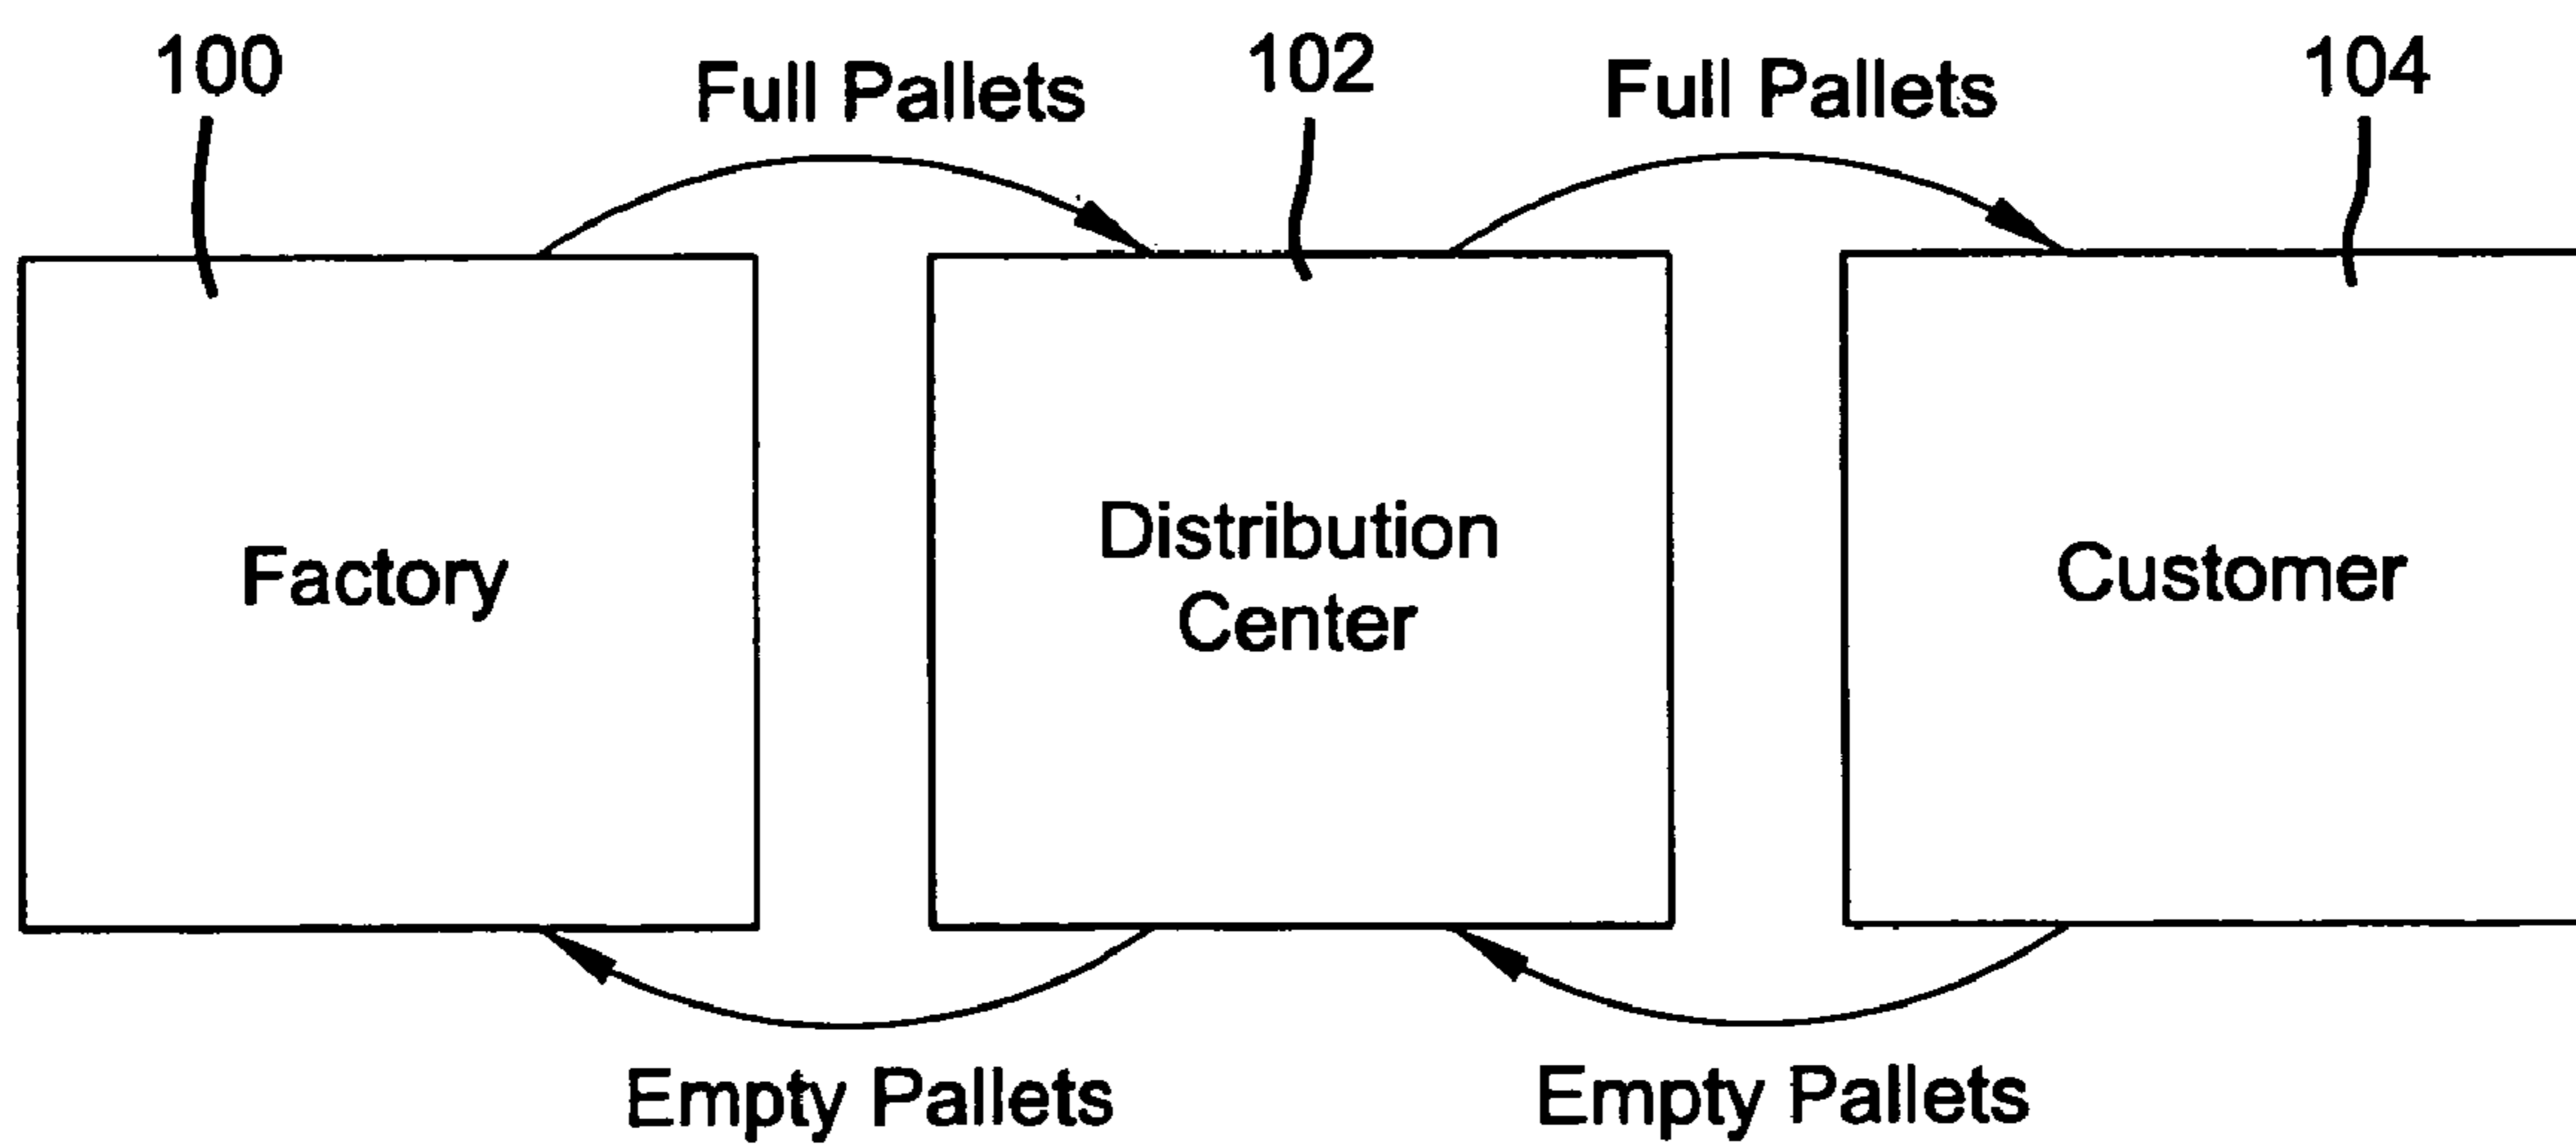 100
Full Pallets
102
Full Pallets
104
Factory
Distribution
Center
Customer
Empty Pallets
Empty Pallets